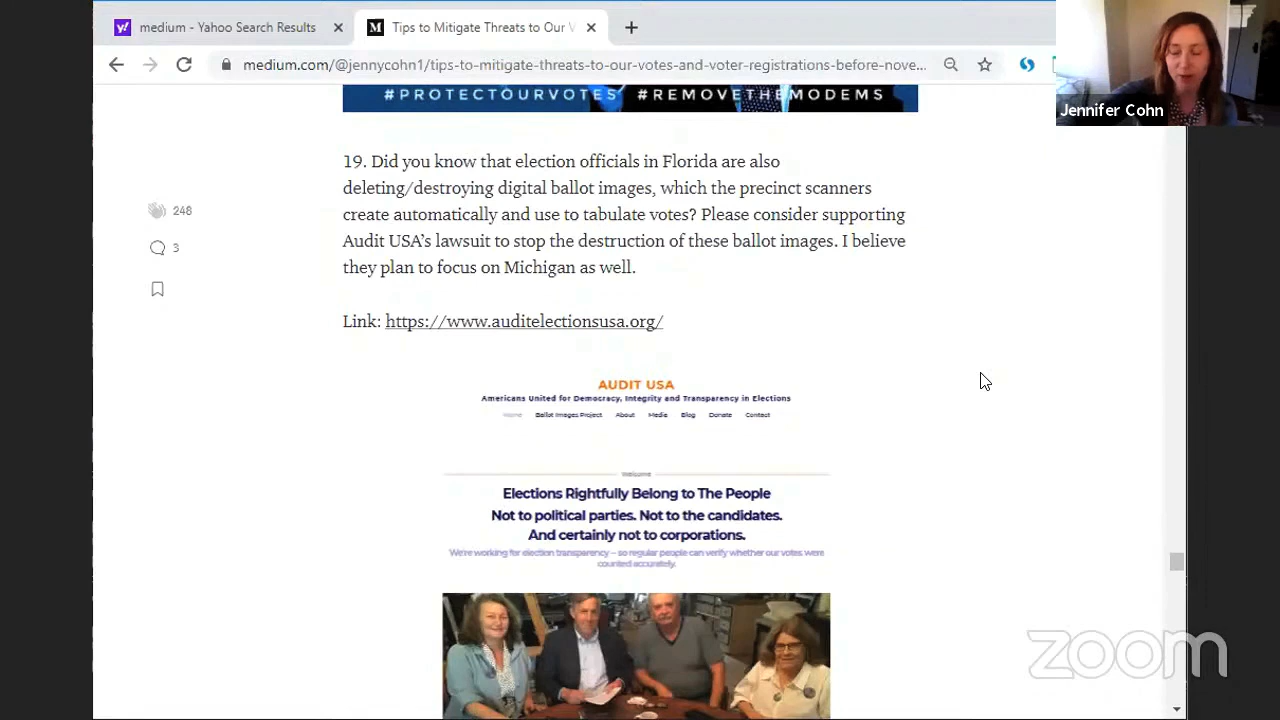 medium - Yahoo Search Results
Tips to Mitigate Threats to Our V
medium.com/@jennycohn1/tips-to-mitigate-threats-to-our-votes-and-voter-registrations-before-nove...
Jennifer Cohn
#PROTECTOURVOTES #REMOVETHEMODEMS
19. Did you know that election officials in Florida are also
deleting/destroying digital ballot images, which the precinct scanners
create automatically and use to tabulate votes? Please consider supporting
Audit USA's lawsuit to stop the destruction of these ballot images. I believe
they plan to focus on Michigan as well.
248
3
Link: https://www.auditelectionsusa.org/
AUDIT USA
Americans United for Democracy, Integrity and Transparency in Elections
Home Ballot Images Project About Media Blog Donate Contact
Welcome
Elections Rightfully Belong to The People
Not to political parties. Not to the candidates.
And certainly not to corporations.
We're working for election transparency – so regular people can verify whether our votes were
counted accurately.
zoom